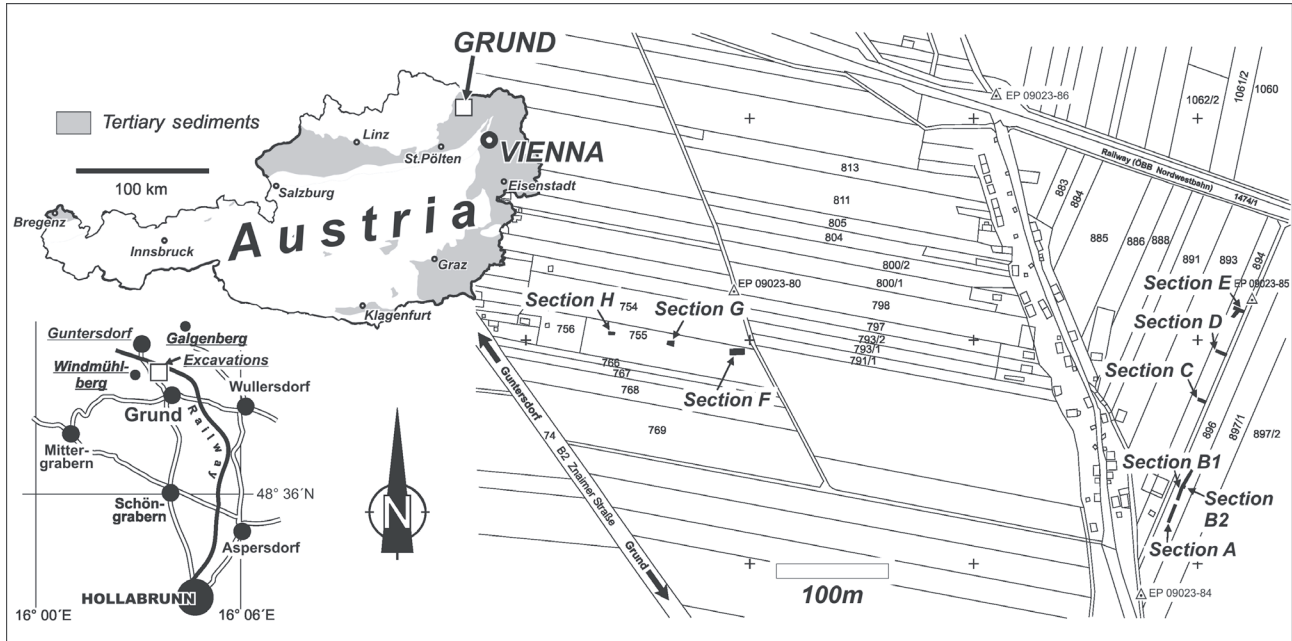 GRUND
Tertiary sediments
100 km
Linz
St.Pölten
VIENNA
Eisenstadt
Salzburg
Bregenz
Innsbruck
Austria
Graz
Klagenfurt
Guntersdorf
Galgenberg
Excavations
Windmühl-
berg
Wullersdorf
Grund
Railway
Mitter-
grabern
48° 36´N
Schön-
grabern
Aspersdorf
HOLLABRUNN
16° 00´E
16° 06´E
N
EP 09023-86
1062/2
1061/2
1060
Railway (ÖBB Nordwestbahn)
1474/1
813
811
805
804
800/2
800/1
798
797
793/2
793/1
791/1
883
884
885
886
888
891
893
894
EP 09023-80
EP 09023-85
Section H
754
Section G
756
755
766
767
768
769
Section F
Section E
Section D
Section C
896
897/1
897/2
Section B1
Section
B2
Section A
EP 09023-84
Guntersdorf
74
B2 Znaimer Straße
Grund
100m